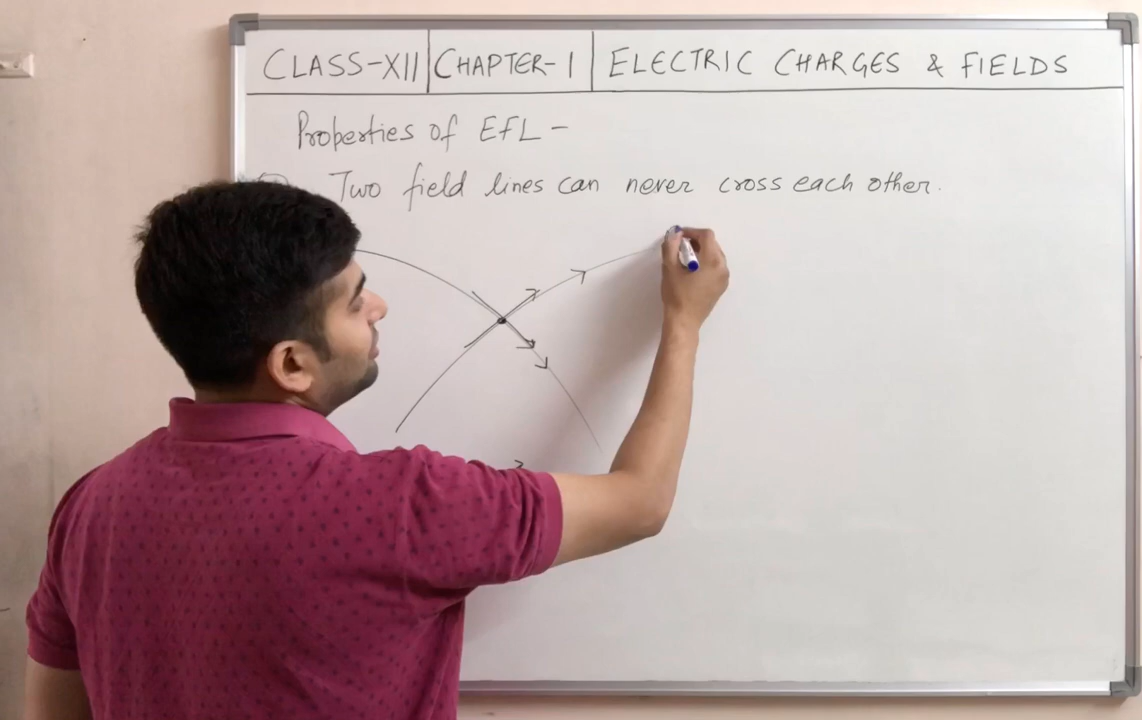 CLASS-XII CHAPTER-1 ELECTRIC CHARGES & FIELDS
Properties of EFL -
Two field lines can never cross each other.